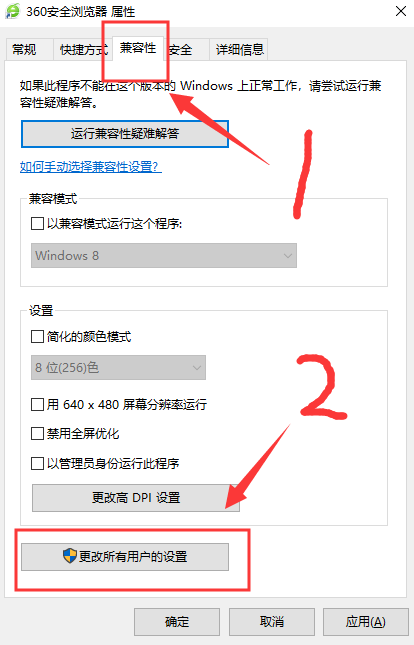 360安全浏览器 属性
常规 快捷方式 兼容性 安全 详细信息
如果此程序不能在这个版本的 Windows 上正常工作，请尝试运行兼
容性疑难解答。
运行兼容性疑难解答
如何手动选择兼容性设置?
1
兼容模式
以兼容模式运行这个程序:
Windows 8
设置
简化的颜色模式
8 位(256)色
2
用 640 x 480 屏幕分辨率运行
禁用全屏优化
以管理员身份运行此程序
更改高 DPI 设置
更改所有用户的设置
确定 取消 应用(A)